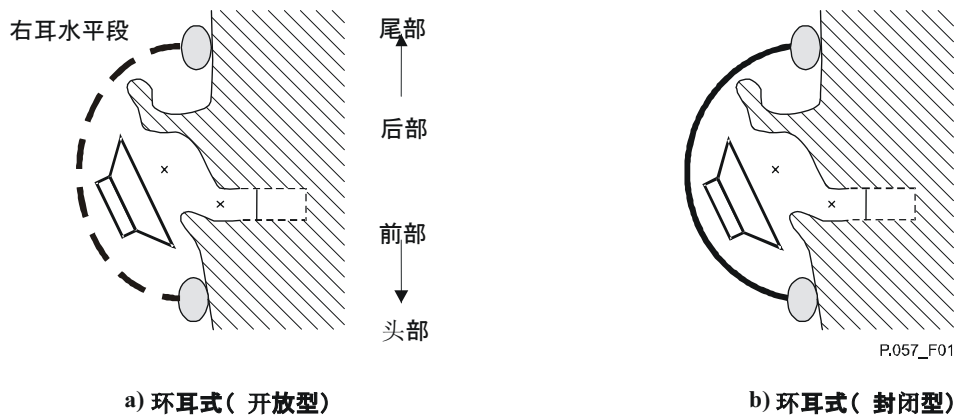 右耳水平段
尾部
后部
前部
头部
P.057_F01
a) 环耳式( 开放型)
b) 环耳式( 封闭型)